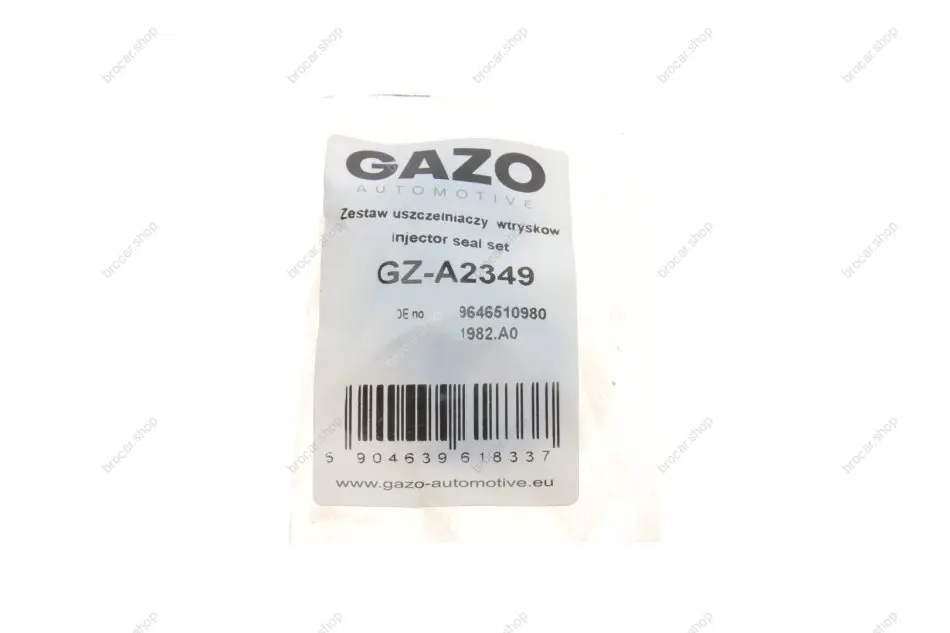 GAZO
AUTOMOTIVE
Zestaw uszczelniaczy wtrysków
injector seal set
GZ-A2349
OE no 9646510980
1982.A0
5 904639 618337
www.gazo-automotive.eu
brocar.shop